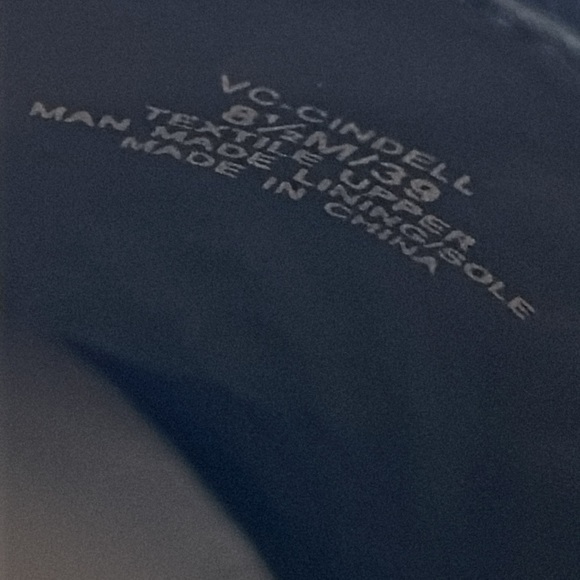 VC-CINDELL
8½M/39
TEXTILE UPPER
MAN MADE LINING/SOLE
MADE IN CHINA